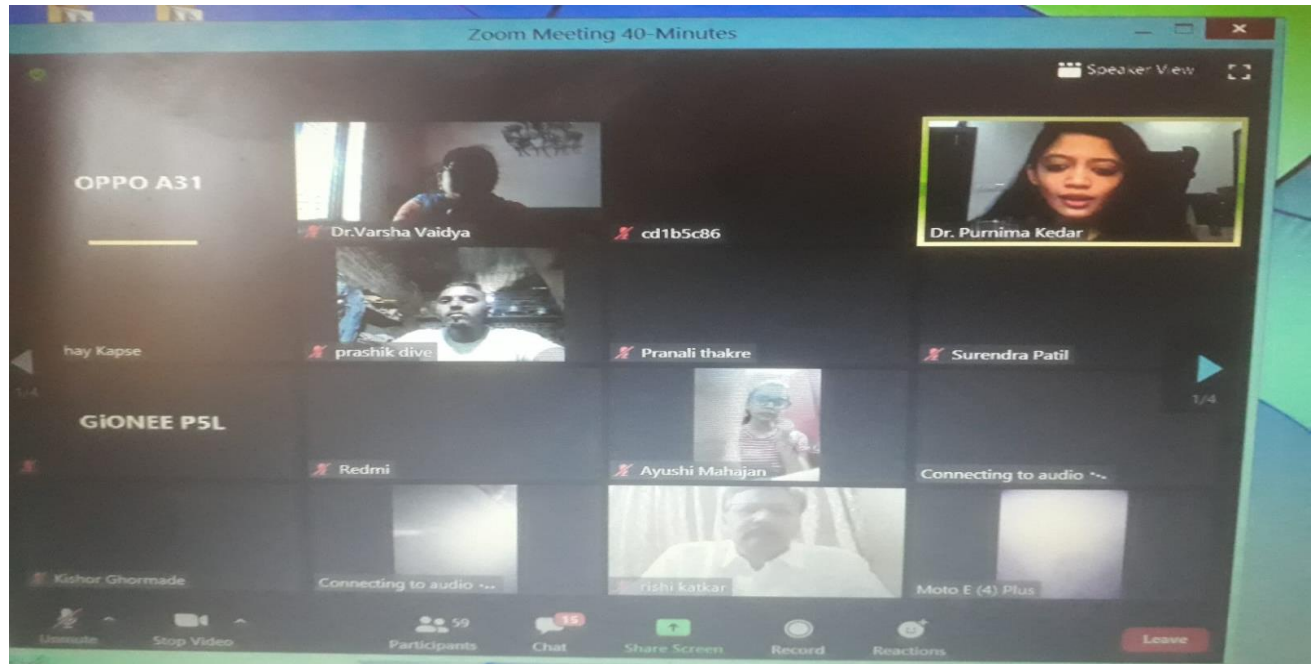 Zoom Meeting 40-Minutes
Speaker View
OPPO A31
Dr.Varsha Vaidya
cd1b5c86
Dr. Purnima Kedar
hay Kapse
prashik dive
Pranali thakre
Surendra Patil
1/4
1/4
GiONEE P5L
Redmi
Ayushi Mahajan
Connecting to audio
Kishor Ghormade
Connecting to audio
rishi katkar
Moto E (4) Plus
Unmute
Stop Video
59
Participants
15
Chat
Share Screen
Record
Reactions
Leave